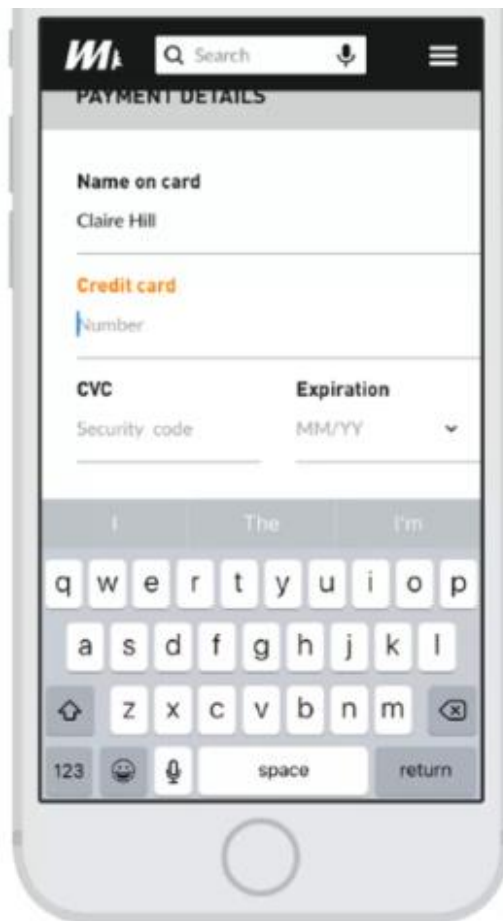 Search
PAYMENT DETAILS
Name on card
Claire Hill
Credit card
Number
CVC Expiration
Security code MM/YY
I The I'm
q w e r t y u i o p
a s d f g h j k l
z x c v b n m
123 space return